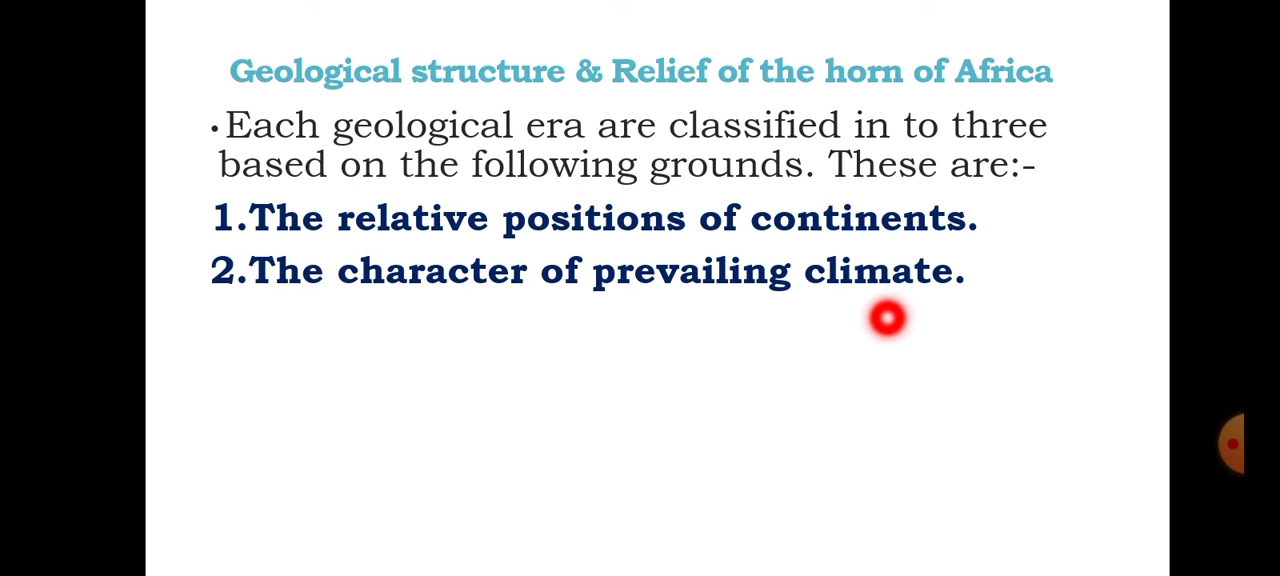 Geological structure & Relief of the horn of Africa
• Each geological era are classified in to three
based on the following grounds. These are:-
1.The relative positions of continents.
2.The character of prevailing climate.